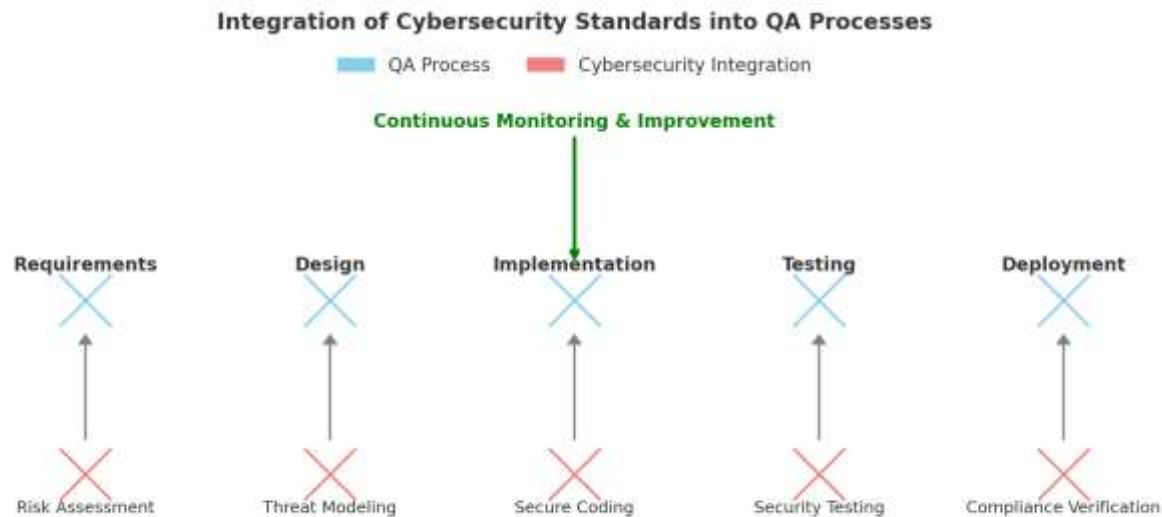 Integration of Cybersecurity Standards into QA Processes
QA Process Cybersecurity Integration
Continuous Monitoring & Improvement
Requirements Design Implementation Testing Deployment
Risk Assessment Threat Modeling Secure Coding Security Testing Compliance Verification